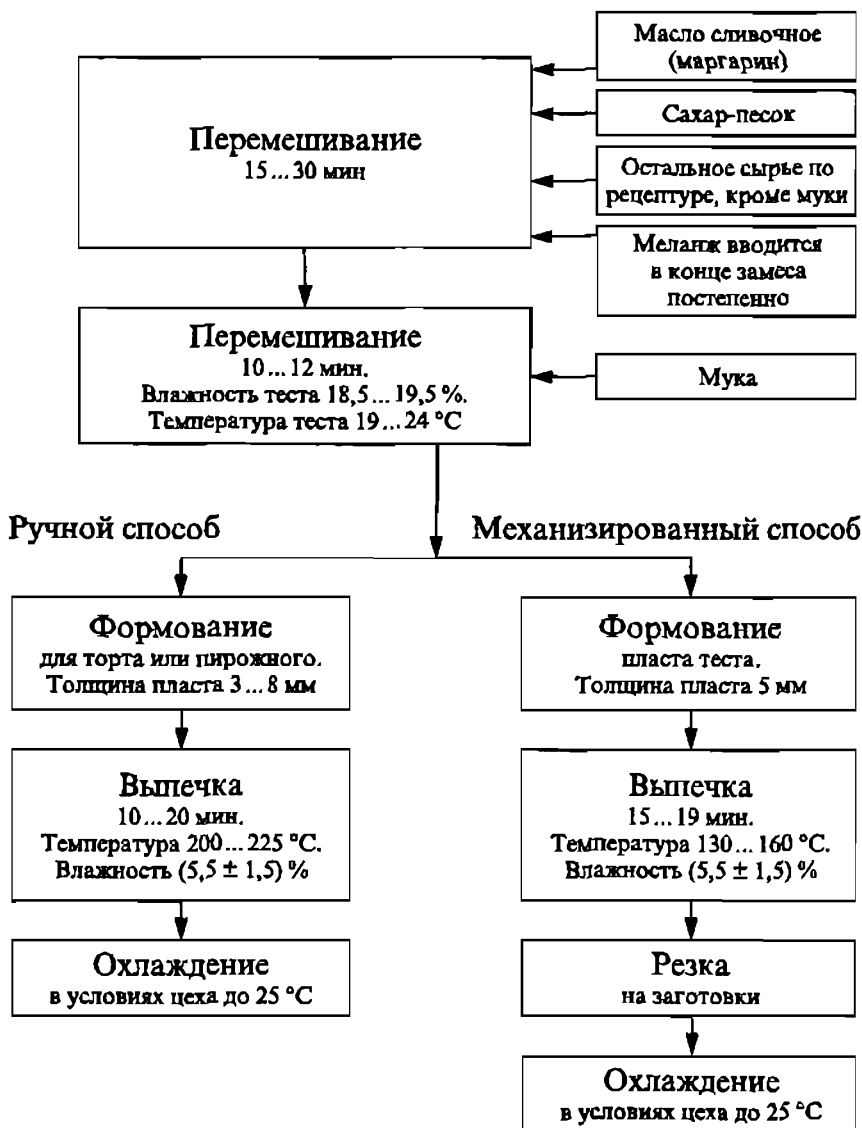 Масло сливочное
(маргарин)
Сахар-песок
Перемешивание
15...30 мин
Остальное сырье по
рецептуре, кроме муки
Меланж вводится
в конце замеса
постепенно
Перемешивание
10...12 мин.
Влажность теста 18,5...19,5 %.
Температура теста 19...24 °С
Мука
Ручной способ
Механизированный способ
Формование
для торта или пирожного.
Толщина пласта 3...8 мм
Формование
пласта теста.
Толщина пласта 5 мм
Выпечка
10...20 мин.
Температура 200...225 °С.
Влажность (5,5 ± 1,5) %
Выпечка
15...19 мин.
Температура 130...160 °С.
Влажность (5,5 ± 1,5) %
Охлаждение
в условиях цеха до 25 °С
Резка
на заготовки
Охлаждение
в условиях цеха до 25 °С